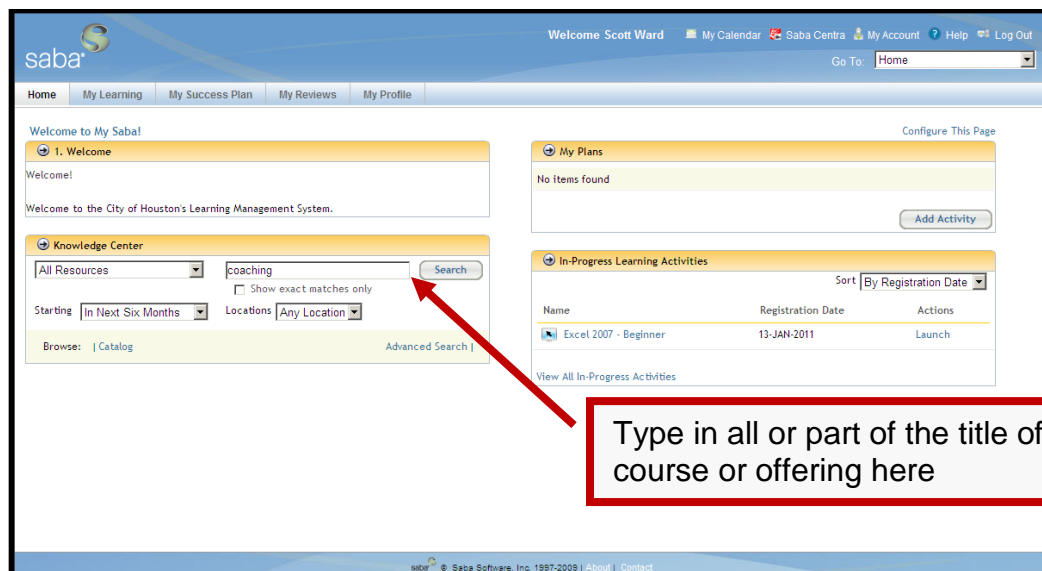 saba
Welcome Scott Ward My Calendar Saba Centra My Account ? Help Log Out
Go To: Home
Home My Learning My Success Plan My Reviews My Profile
Welcome to My Saba!
Configure This Page
1. Welcome
Welcome!
Welcome to the City of Houston's Learning Management System.
My Plans
No items found
Add Activity
Knowledge Center
All Resources coaching Search
Show exact matches only
Starting In Next Six Months Locations Any Location
Browse: | Catalog Advanced Search |
In-Progress Learning Activities
Sort By Registration Date
Name Registration Date Actions
Excel 2007 - Beginner 13-JAN-2011 Launch
View All In-Progress Activities
Type in all or part of the title of
course or offering here
saba © Saba Software, Inc. 1997-2009 | About | Contact